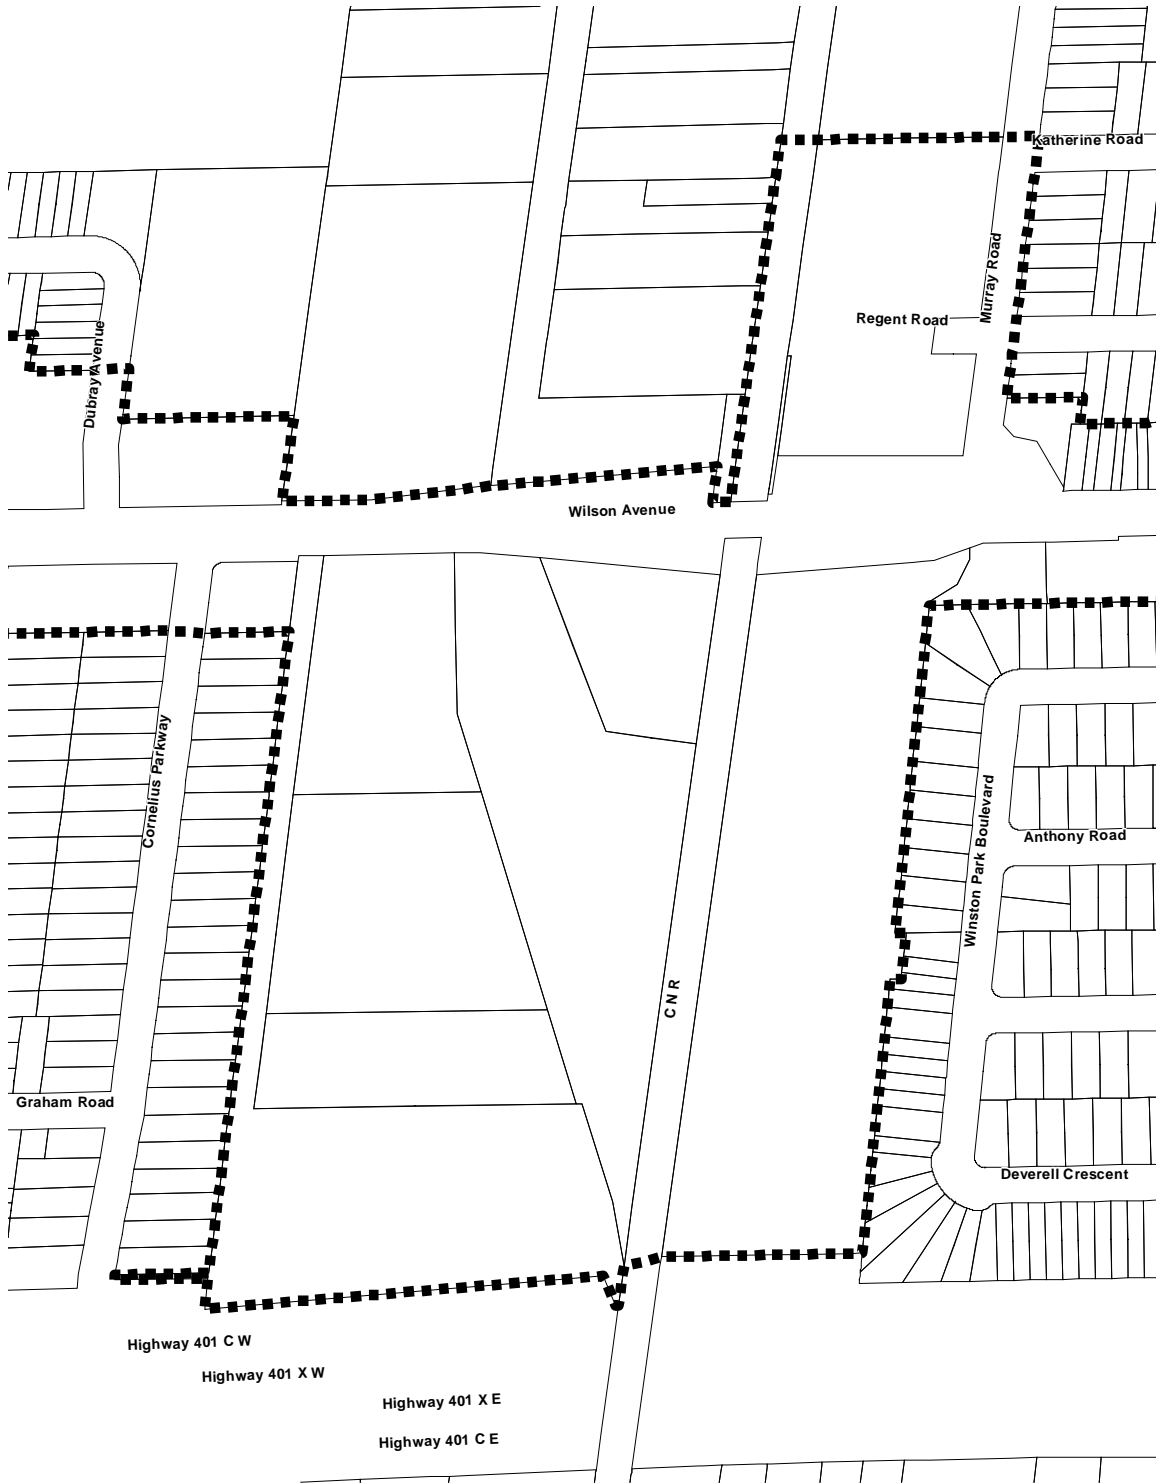 Katherine Road
Murray Road
Regent Road
Dubray Avenue
Wilson Avenue
Cornelius Parkway
Winston Park Boulevard
Anthony Road
CNR
Graham Road
Deverell Crescent
Highway 401 C W
Highway 401 X W
Highway 401 X E
Highway 401 C E